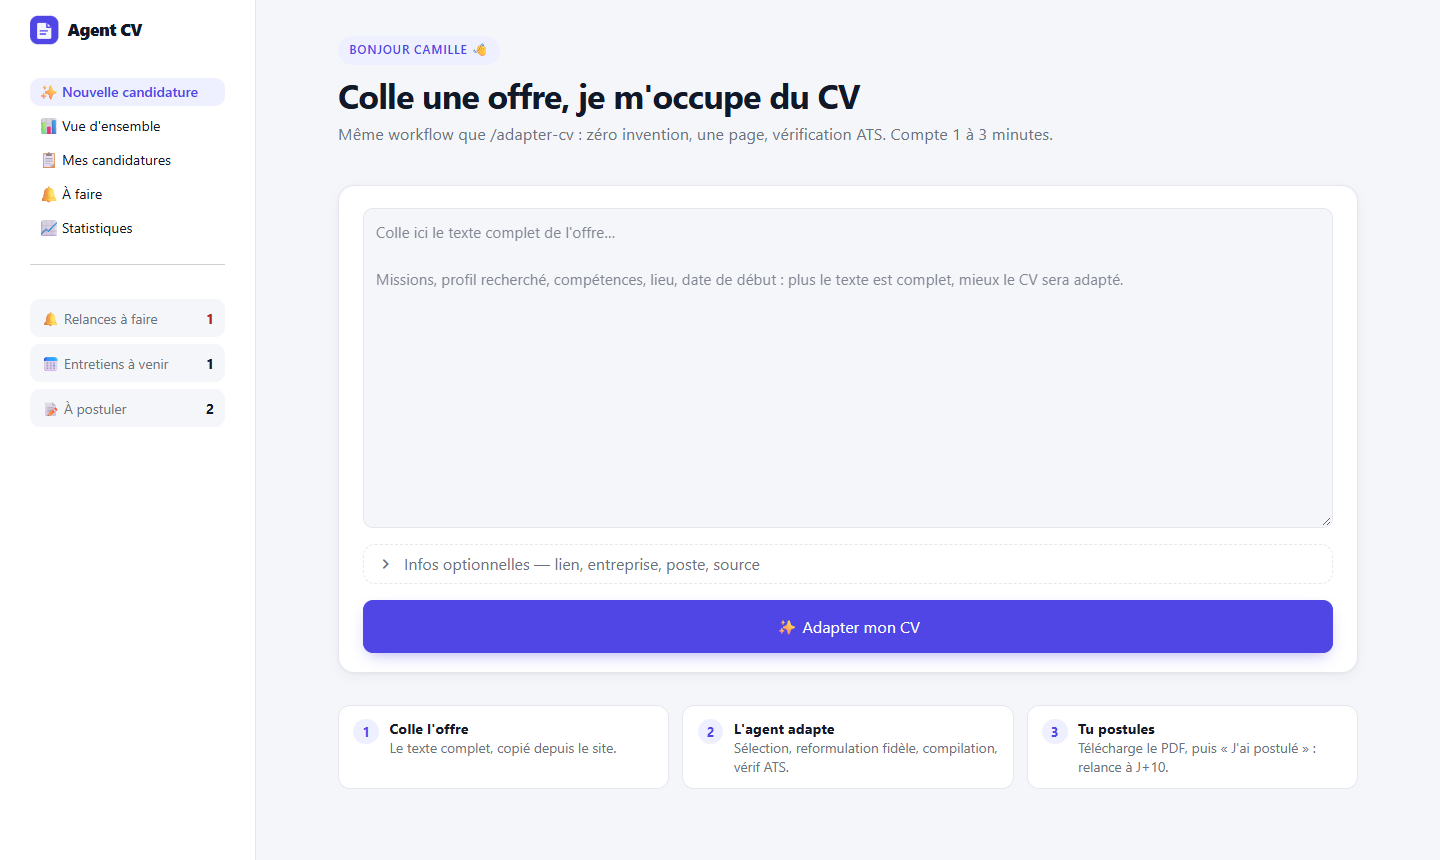 Agent CV
Nouvelle candidature
Vue d'ensemble
Mes candidatures
À faire
Statistiques
Relances à faire 1
Entretiens à venir 1
À postuler 2
BONJOUR CAMILLE
Colle une offre, je m'occupe du CV
Même workflow que /adapter-cv : zéro invention, une page, vérification ATS. Compte 1 à 3 minutes.
Colle ici le texte complet de l'offre...
Missions, profil recherché, compétences, lieu, date de début : plus le texte est complet, mieux le CV sera adapté.
Infos optionnelles — lien, entreprise, poste, source
Adapter mon CV
1 Colle l'offre
Le texte complet, copié depuis le site.
2 L'agent adapte
Sélection, reformulation fidèle, compilation,
vérif ATS.
3 Tu postules
Télécharge le PDF, puis « J'ai postulé » :
relance à J+10.